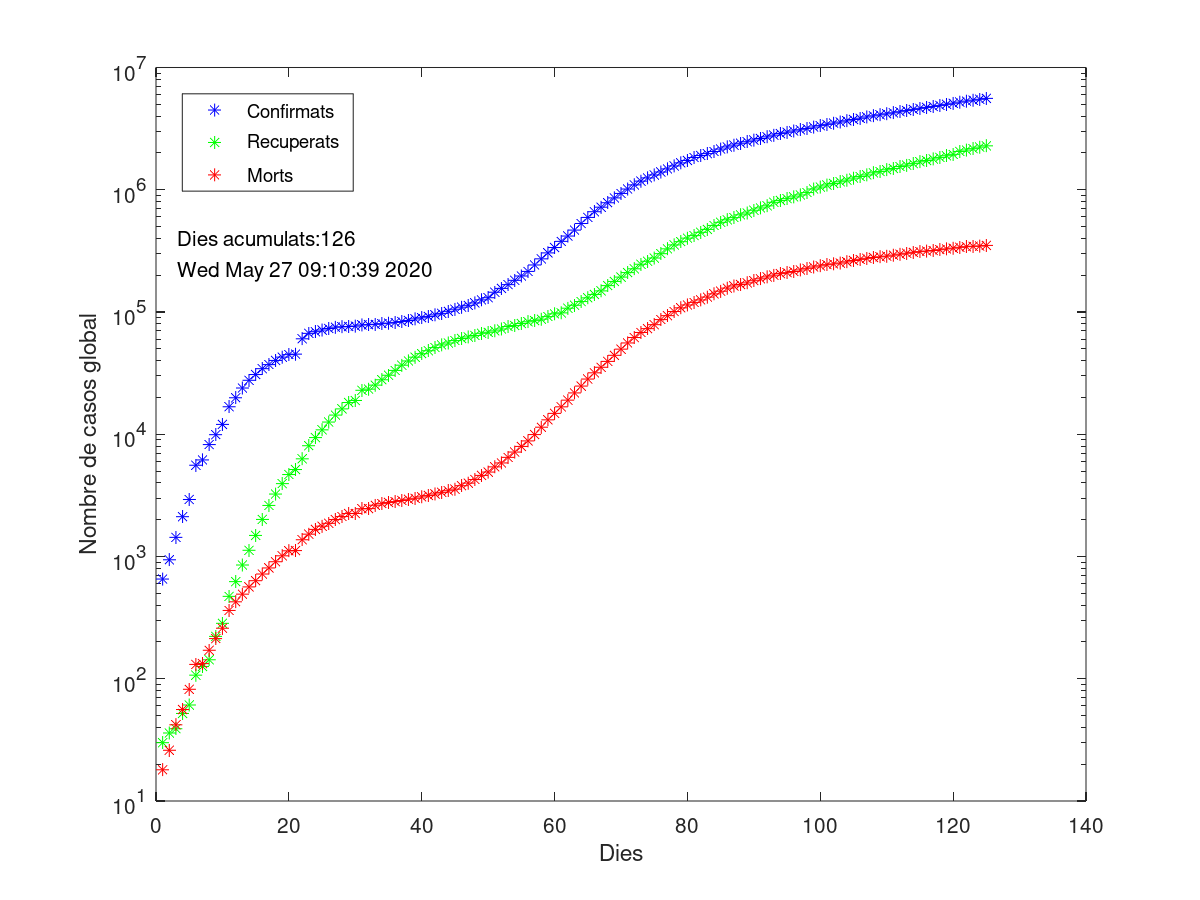 Confirmats
Recuperats
Morts
Dies acumulats:126
Wed May 27 09:10:39 2020
Nombre de casos global
10^7
10^6
10^5
10^4
10^3
10^2
10^1
0 20 40 60 80 100 120 140
Dies